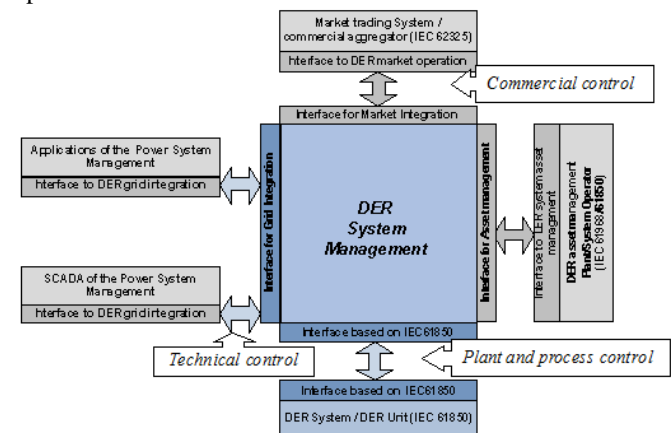 Market trading System /
commercial aggregator (IEC 62325)
Interface to DER market operation
Commercial control
Interface for Market Integration
Applications of the Power System
Management
Interface to DER grid integration
SCADA of the Power System
Management
Interface to DER grid integration
Technical control
Interface for Grid Integration
DER
System
Management
Interface for Asset management
Interface to DER system asset
management
DER asset management
Plant/System Operator
(IEC 61968/61850)
Interface based on IEC61850
Plant and process control
Interface based on IEC61850
DER System / DER Unit (IEC 61850)